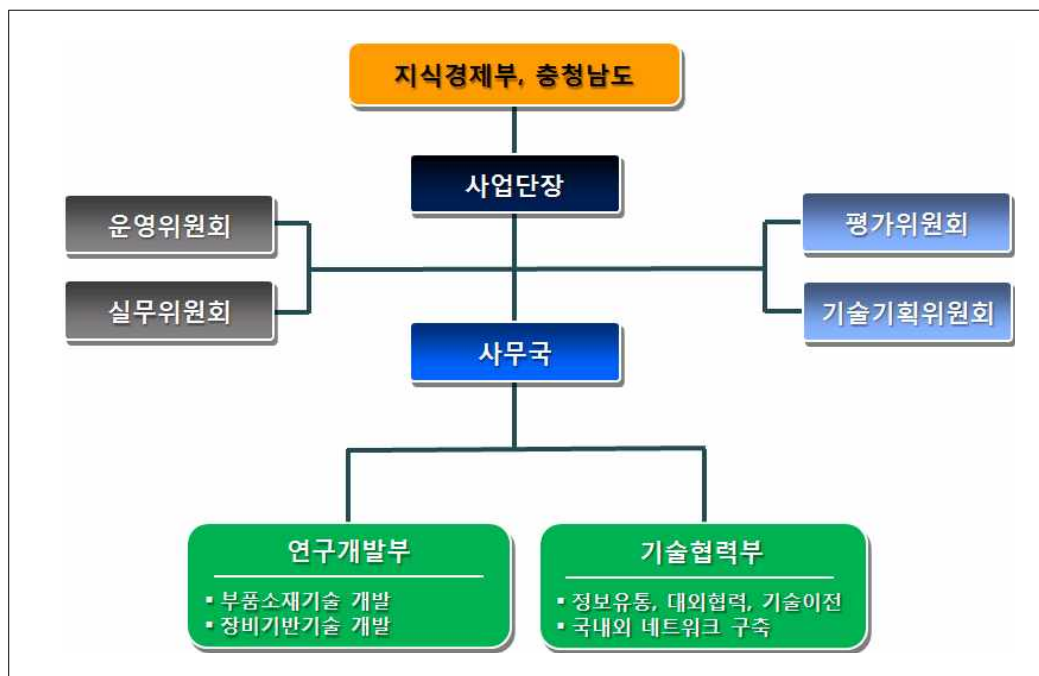 지식경제부, 충청남도
사업단장
운영위원회
평가위원회
실무위원회
기술기획위원회
사무국
연구개발부
▪ 부품소재기술 개발
▪ 장비기반기술 개발
기술협력부
▪ 정보유통, 대외협력, 기술이전
▪ 국내외 네트워크 구축